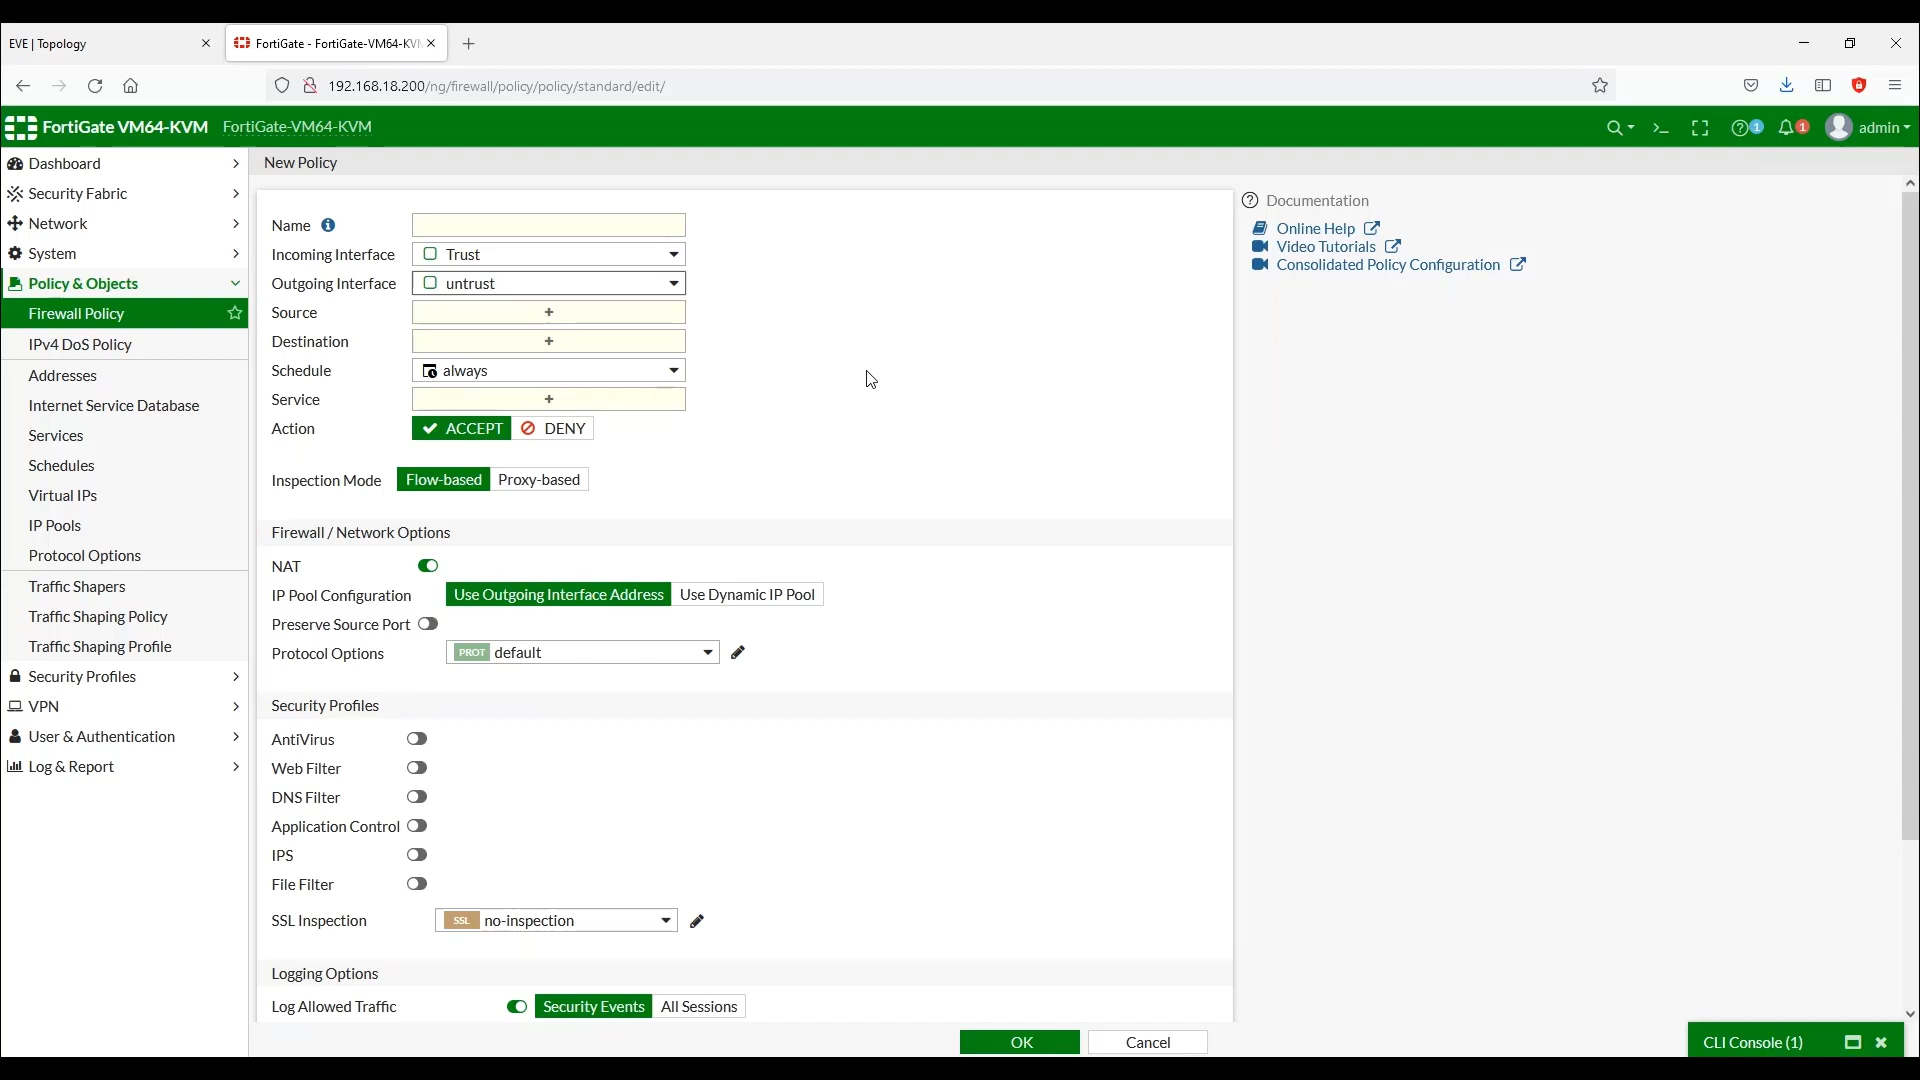 EVE | Topology
FortiGate - FortiGate-VM64-KVM
192.168.18.200/ng/firewall/policy/policy/standard/edit/
FortiGate VM64-KVM FortiGate-VM64-KVM
1
1
admin
Dashboard
Security Fabric
Network
System
Policy & Objects
Firewall Policy
IPv4 DoS Policy
Addresses
Internet Service Database
Services
Schedules
Virtual IPs
IP Pools
Protocol Options
Traffic Shapers
Traffic Shaping Policy
Traffic Shaping Profile
Security Profiles
VPN
User & Authentication
Log & Report
New Policy
Name
Incoming Interface Trust
Outgoing Interface untrust
Source +
Destination +
Schedule always
Service +
Action ACCEPT DENY
Inspection Mode Flow-based Proxy-based
Firewall / Network Options
NAT
IP Pool Configuration Use Outgoing Interface Address Use Dynamic IP Pool
Preserve Source Port
Protocol Options PROT default
Security Profiles
AntiVirus
Web Filter
DNS Filter
Application Control
IPS
File Filter
SSL Inspection SSL no-inspection
Logging Options
Log Allowed Traffic Security Events All Sessions
OK Cancel
Documentation
Online Help
Video Tutorials
Consolidated Policy Configuration
CLI Console (1)